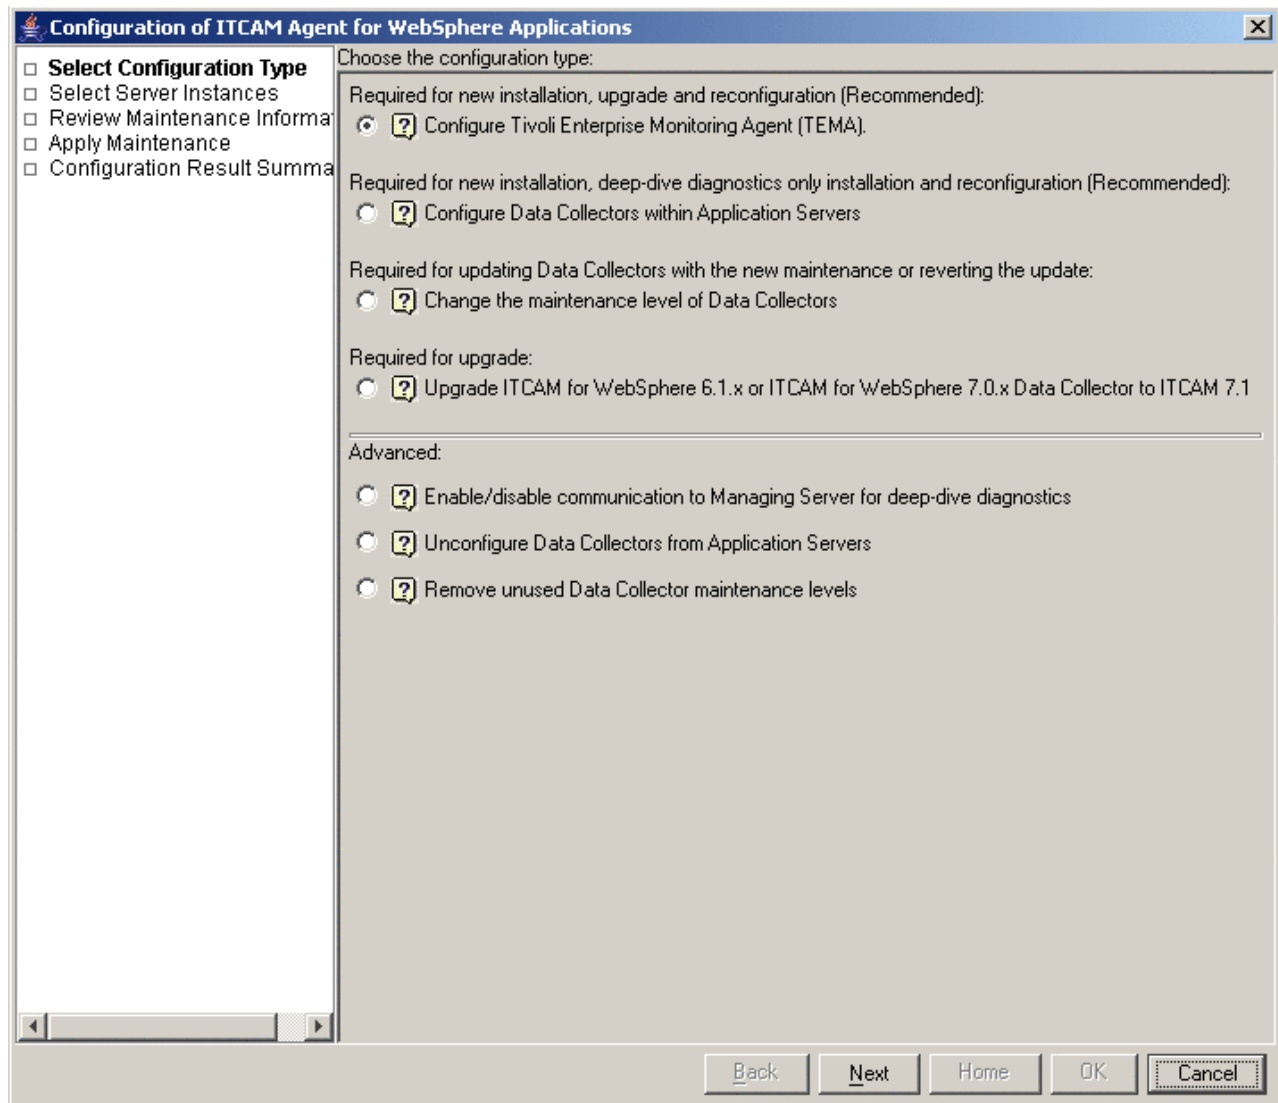 Configuration of ITCAM Agent for WebSphere Applications
Select Configuration Type
Select Server Instances
Review Maintenance Informa
Apply Maintenance
Configuration Result Summa
Choose the configuration type:
Required for new installation, upgrade and reconfiguration (Recommended):
? Configure Tivoli Enterprise Monitoring Agent (TEMA).
Required for new installation, deep-dive diagnostics only installation and reconfiguration (Recommended):
? Configure Data Collectors within Application Servers
Required for updating Data Collectors with the new maintenance or reverting the update:
? Change the maintenance level of Data Collectors
Required for upgrade:
? Upgrade ITCAM for WebSphere 6.1.x or ITCAM for WebSphere 7.0.x Data Collector to ITCAM 7.1
Advanced:
? Enable/disable communication to Managing Server for deep-dive diagnostics
? Unconfigure Data Collectors from Application Servers
? Remove unused Data Collector maintenance levels
Back Next Home OK Cancel